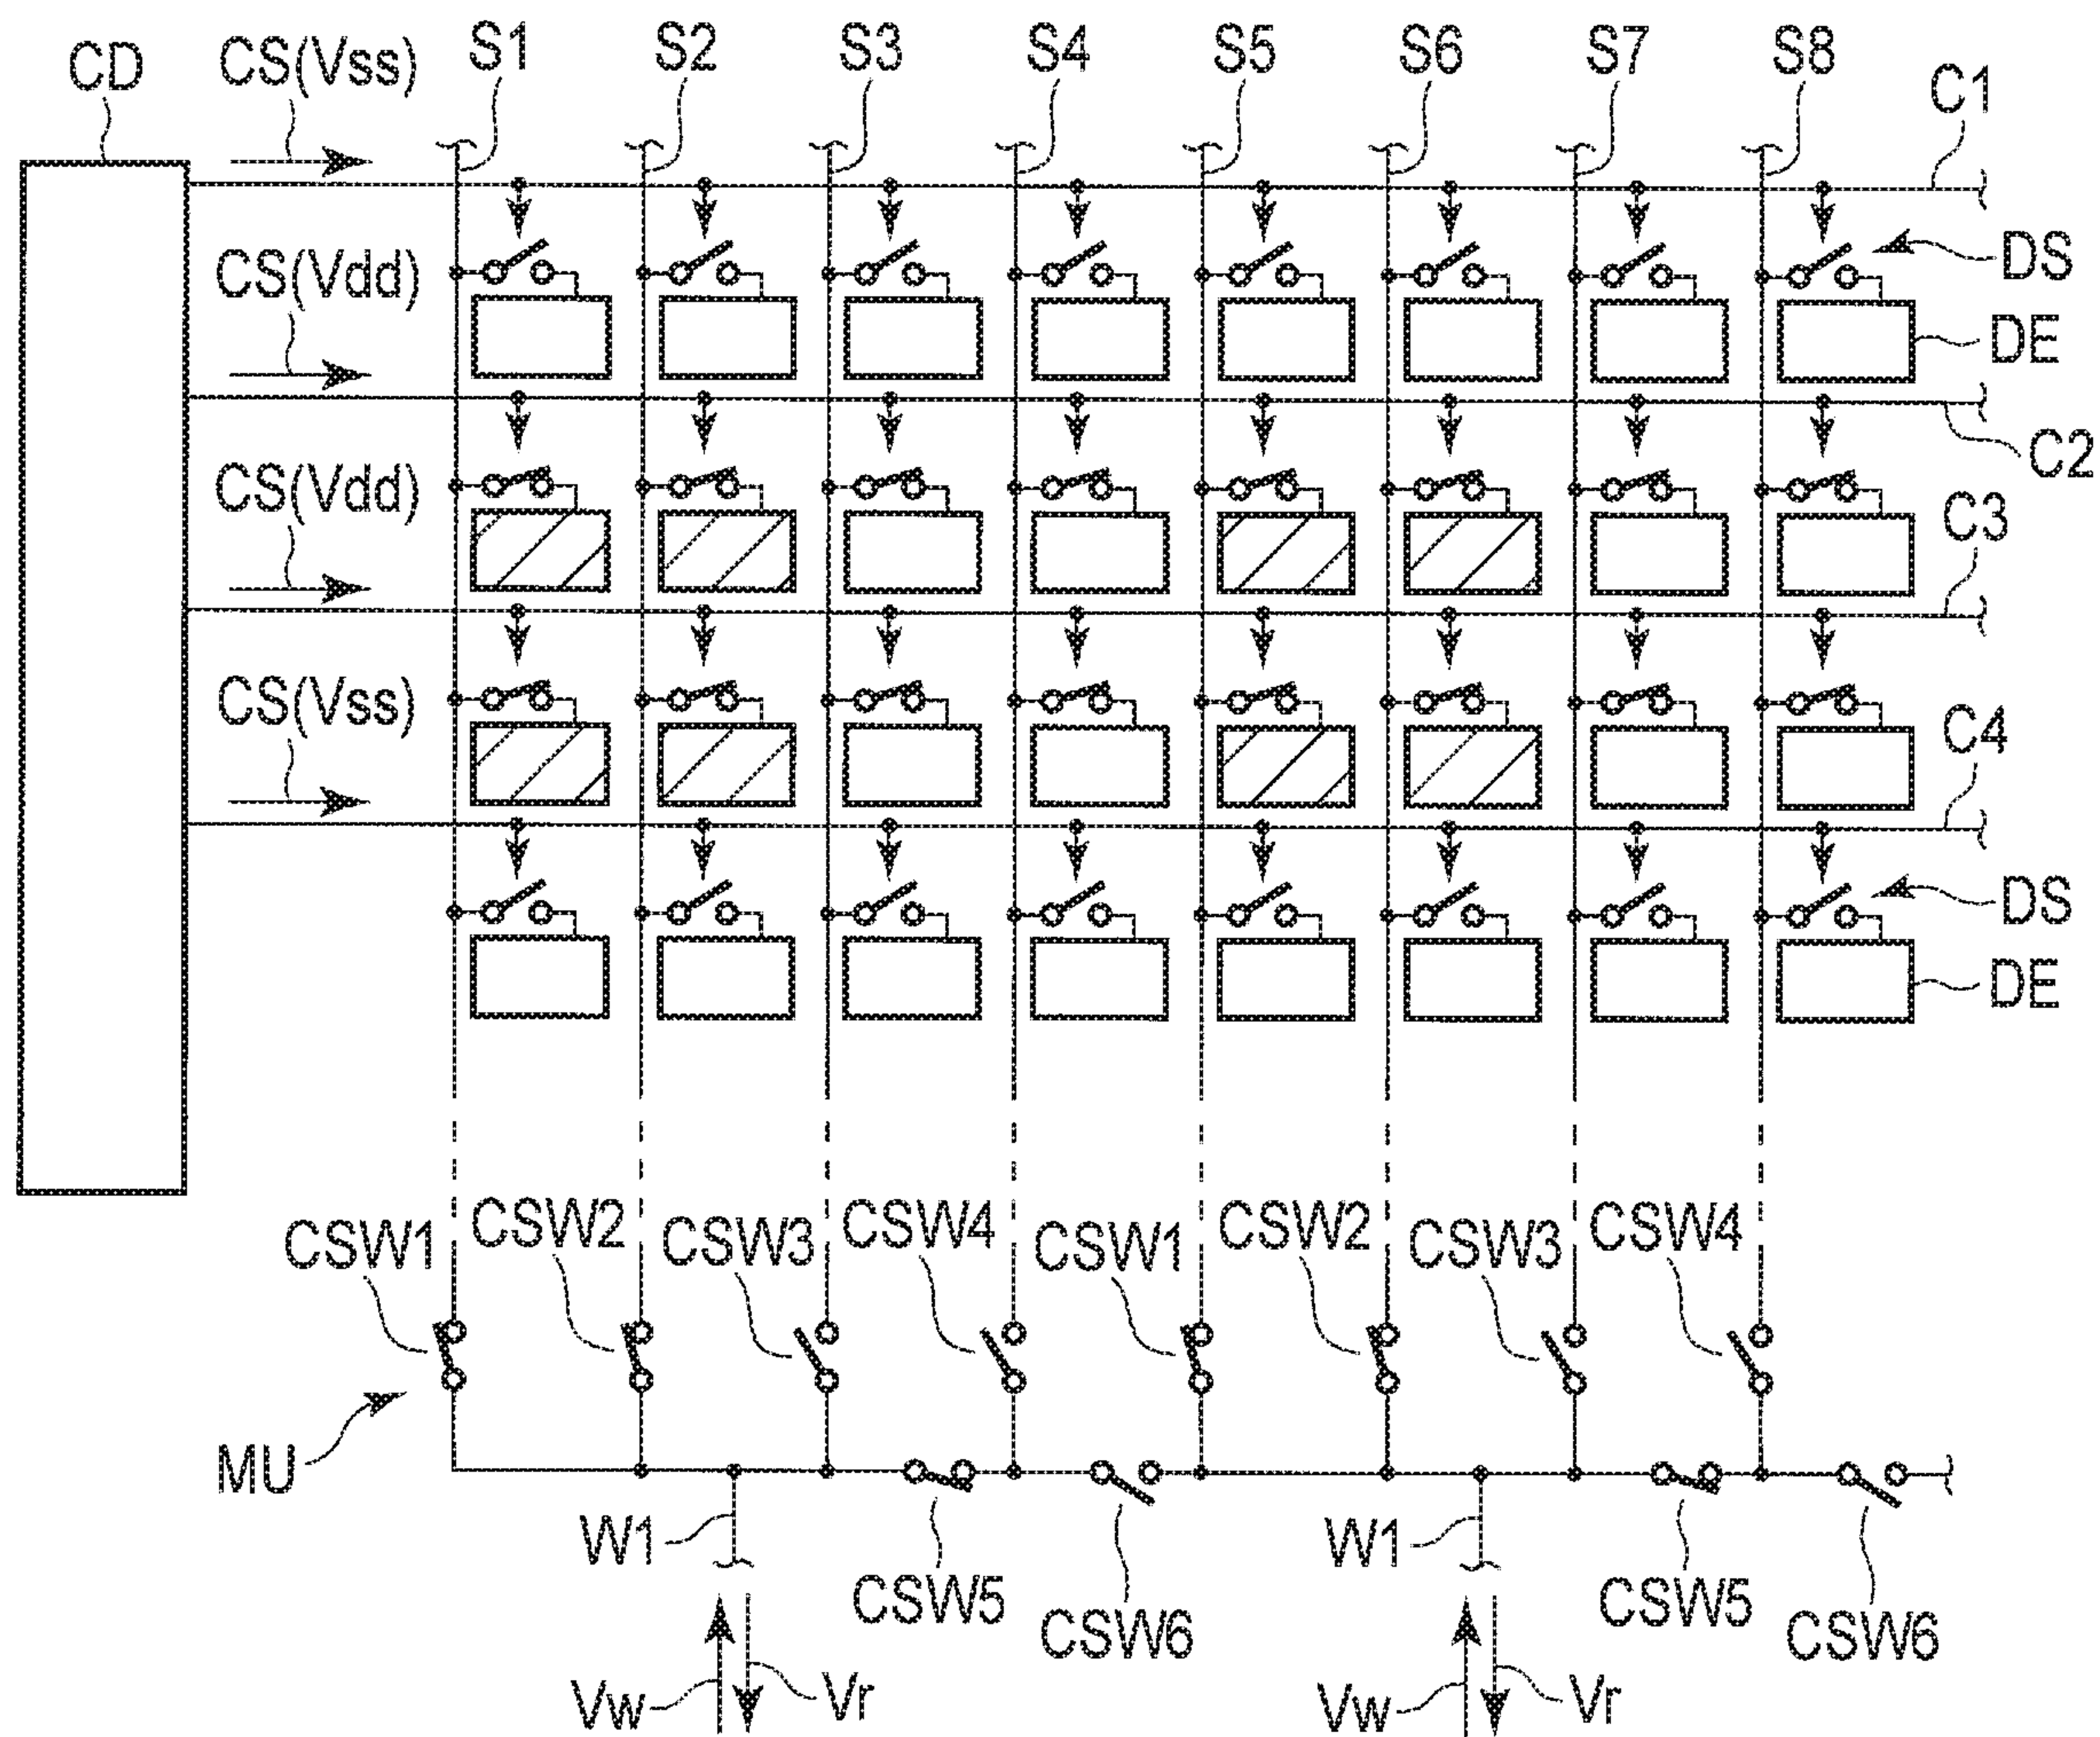 CD CS(Vss) S1 S2 S3 S4 S5 S6 S7 S8 C1
CS(Vdd) DS
DE
CS(Vdd) C2
C3
CS(Vss) C4
DS
DE
CSW1 CSW2 CSW3 CSW4 CSW1 CSW2 CSW3 CSW4
MU
W1 CSW5 CSW6 W1 CSW5 CSW6
Vw Vr Vw Vr